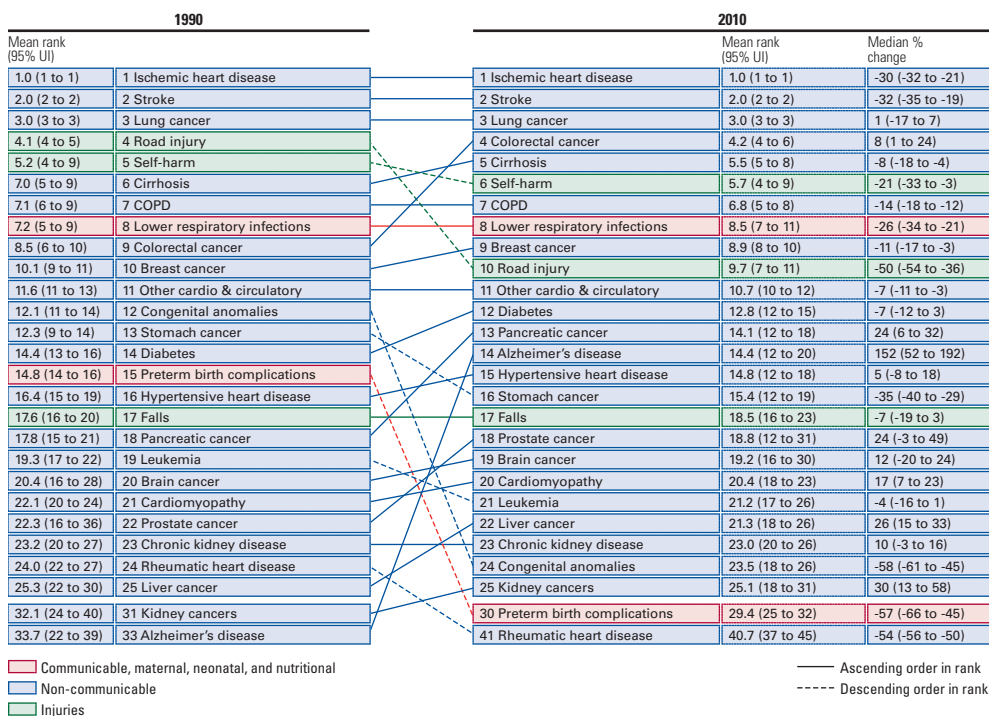 1990 2010
Mean rank (95% UI) Mean rank (95% UI) Median % change
1.0 (1 to 1) 1 Ischemic heart disease 1 Ischemic heart disease 1.0 (1 to 1) -30 (-32 to -21)
2.0 (2 to 2) 2 Stroke 2 Stroke 2.0 (2 to 2) -32 (-35 to -19)
3.0 (3 to 3) 3 Lung cancer 3 Lung cancer 3.0 (3 to 3) 1 (-17 to 7)
4.1 (4 to 5) 4 Road injury 4 Colorectal cancer 4.2 (4 to 6) 8 (1 to 24)
5.2 (4 to 9) 5 Self-harm 5 Cirrhosis 5.5 (5 to 8) -8 (-18 to -4)
7.0 (5 to 9) 6 Cirrhosis 6 Self-harm 5.7 (4 to 9) -21 (-33 to -3)
7.1 (6 to 9) 7 COPD 7 COPD 6.8 (5 to 8) -14 (-18 to -12)
7.2 (5 to 9) 8 Lower respiratory infections 8 Lower respiratory infections 8.5 (7 to 11) -26 (-34 to -21)
8.5 (6 to 10) 9 Colorectal cancer 9 Breast cancer 8.9 (8 to 10) -11 (-17 to -3)
10.1 (9 to 11) 10 Breast cancer 10 Road injury 9.7 (7 to 11) -50 (-54 to -36)
11.6 (11 to 13) 11 Other cardio & circulatory 11 Other cardio & circulatory 10.7 (10 to 12) -7 (-11 to -3)
12.1 (11 to 14) 12 Congenital anomalies 12 Diabetes 12.8 (12 to 15) -7 (-12 to 3)
12.3 (9 to 14) 13 Stomach cancer 13 Pancreatic cancer 14.1 (12 to 18) 24 (6 to 32)
14.4 (13 to 16) 14 Diabetes 14 Alzheimer's disease 14.4 (12 to 20) 152 (52 to 192)
14.8 (14 to 16) 15 Preterm birth complications 15 Hypertensive heart disease 14.8 (12 to 18) 5 (-8 to 18)
16.4 (15 to 19) 16 Hypertensive heart disease 16 Stomach cancer 15.4 (12 to 19) -35 (-40 to -29)
17.6 (16 to 20) 17 Falls 17 Falls 18.5 (16 to 23) -7 (-19 to 3)
17.8 (15 to 21) 18 Pancreatic cancer 18 Prostate cancer 18.8 (12 to 31) 24 (-3 to 49)
19.3 (17 to 22) 19 Leukemia 19 Brain cancer 19.2 (16 to 30) 12 (-20 to 24)
20.4 (16 to 28) 20 Brain cancer 20 Cardiomyopathy 20.4 (18 to 23) 17 (7 to 23)
22.1 (20 to 24) 21 Cardiomyopathy 21 Leukemia 21.2 (17 to 26) -4 (-16 to 1)
22.3 (16 to 36) 22 Prostate cancer 22 Liver cancer 21.3 (18 to 26) 26 (15 to 33)
23.2 (20 to 27) 23 Chronic kidney disease 23 Chronic kidney disease 23.0 (20 to 26) 10 (-3 to 16)
24.0 (22 to 27) 24 Rheumatic heart disease 24 Congenital anomalies 23.5 (18 to 26) -58 (-61 to -45)
25.3 (22 to 30) 25 Liver cancer 25 Kidney cancers 25.1 (18 to 31) 30 (13 to 58)
32.1 (24 to 40) 31 Kidney cancers 30 Preterm birth complications 29.4 (25 to 32) -57 (-66 to -45)
33.7 (22 to 39) 33 Alzheimer's disease 41 Rheumatic heart disease 40.7 (37 to 45) -54 (-56 to -50)
Communicable, maternal, neonatal, and nutritional Ascending order in rank
Non-communicable Descending order in rank
Injuries